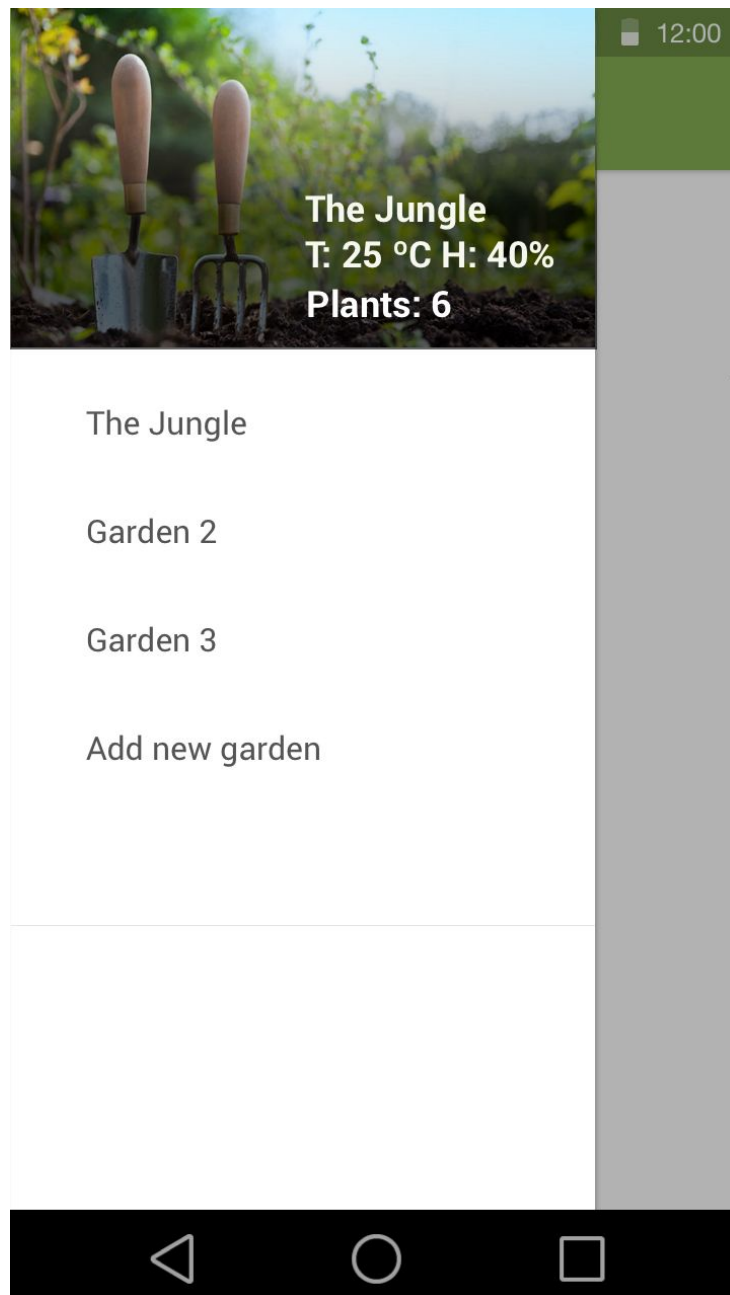 12:00
The Jungle
T: 25 ºC H: 40%
Plants: 6
The Jungle
Garden 2
Garden 3
Add new garden